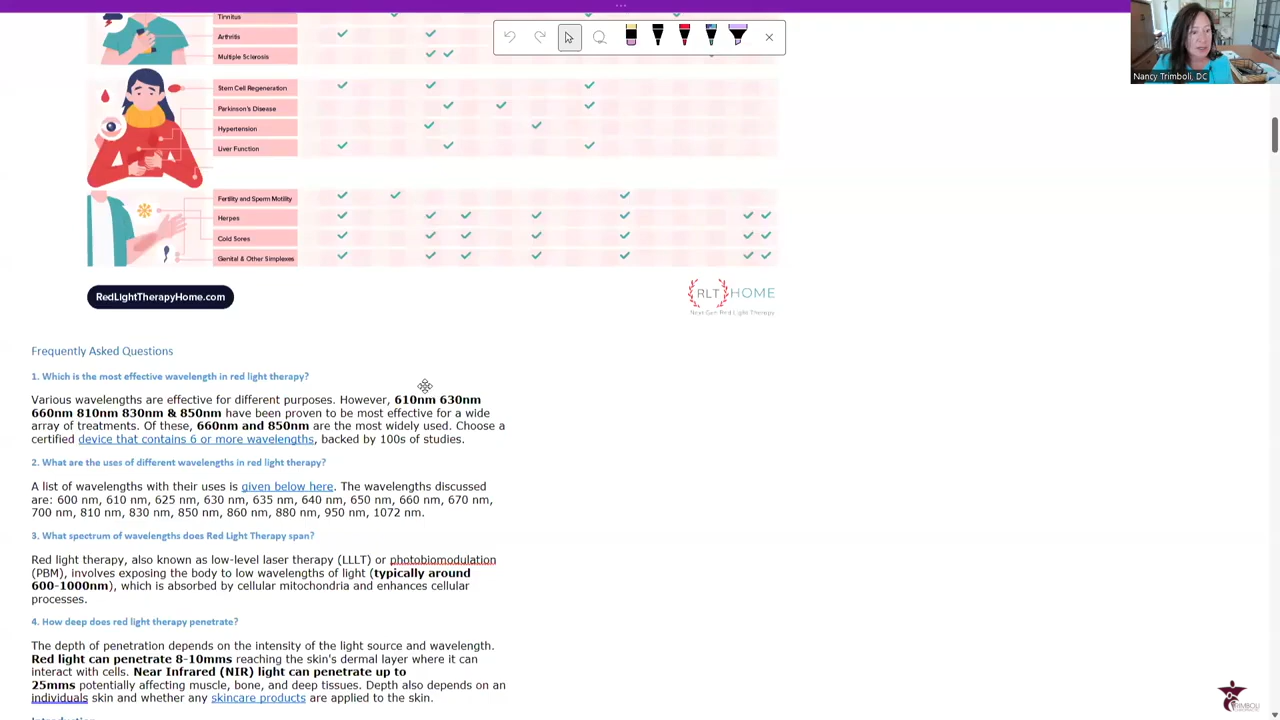 Tinnitus
Arthritis
Multiple Sclerosis
Nancy Trimboli, DC
Stem Cell Regeneration
Parkinson's Disease
Hypertension
Liver Function
Fertility and Sperm Motility
Herpes
Cold Sores
Genital & Other Simplexes
RedLightTherapyHome.com
RLT HOME
Next Gen Red Light Therapy
Frequently Asked Questions
1. Which is the most effective wavelength in red light therapy?
Various wavelengths are effective for different purposes. However, 610nm 630nm
660nm 810nm 830nm & 850nm have been proven to be most effective for a wide
array of treatments. Of these, 660nm and 850nm are the most widely used. Choose a
certified device that contains 6 or more wavelengths, backed by 100s of studies.
2. What are the uses of different wavelengths in red light therapy?
A list of wavelengths with their uses is given below here. The wavelengths discussed
are: 600 nm, 610 nm, 625 nm, 630 nm, 635 nm, 640 nm, 650 nm, 660 nm, 670 nm,
700 nm, 810 nm, 830 nm, 850 nm, 860 nm, 880 nm, 950 nm, 1072 nm.
3. What spectrum of wavelengths does Red Light Therapy span?
Red light therapy, also known as low-level laser therapy (LLLT) or photobiomodulation
(PBM), involves exposing the body to low wavelengths of light (typically around
600-1000nm), which is absorbed by cellular mitochondria and enhances cellular
processes.
4. How deep does red light therapy penetrate?
The depth of penetration depends on the intensity of the light source and wavelength.
Red light can penetrate 8-10mms reaching the skin's dermal layer where it can
interact with cells. Near Infrared (NIR) light can penetrate up to
25mms potentially affecting muscle, bone, and deep tissues. Depth also depends on an
individuals skin and whether any skincare products are applied to the skin.
Introduction
TRIMBOLI